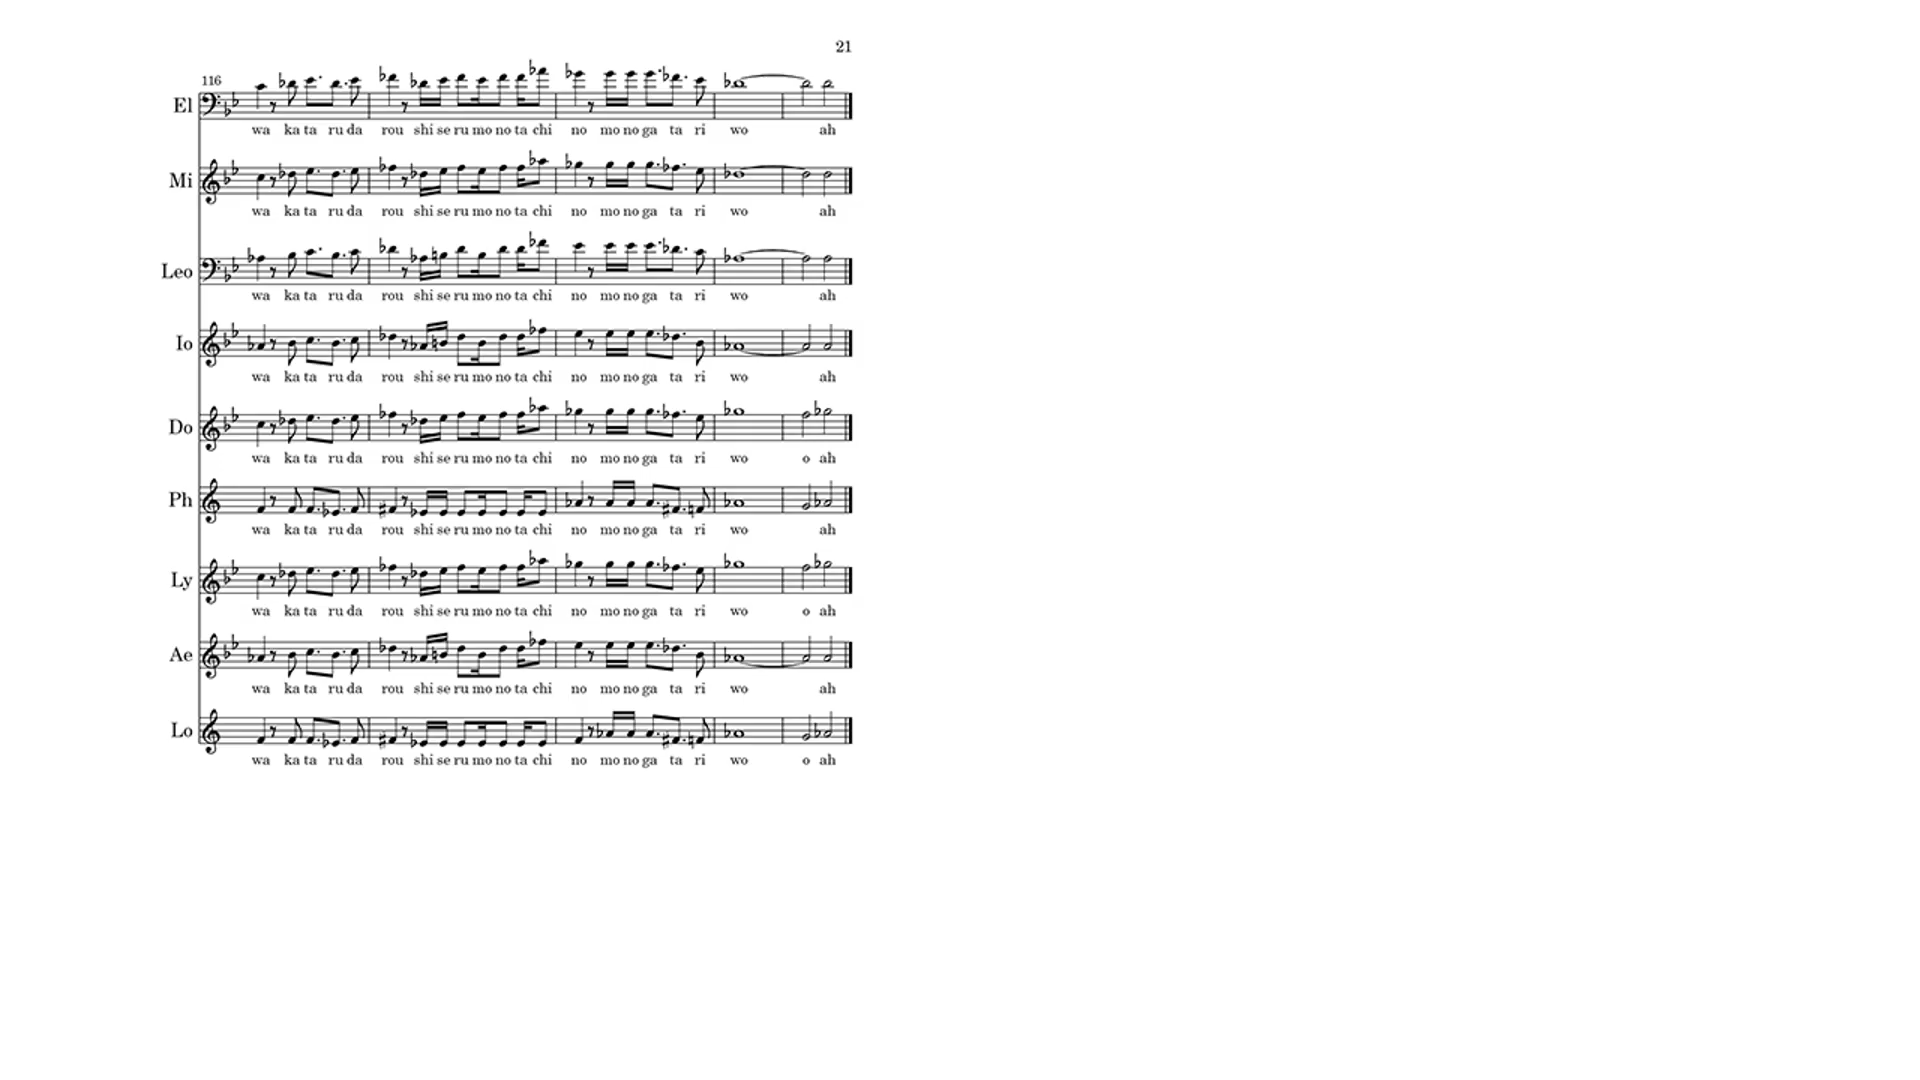 21
116
El
wa ka ta ru da rou shi se ru mo no ta chi no mo no ga ta ri wo ah
Mi
wa ka ta ru da rou shi se ru mo no ta chi no mo no ga ta ri wo ah
Leo
wa ka ta ru da rou shi se ru mo no ta chi no mo no ga ta ri wo ah
Io
wa ka ta ru da rou shi se ru mo no ta chi no mo no ga ta ri wo ah
Do
wa ka ta ru da rou shi se ru mo no ta chi no mo no ga ta ri wo o ah
Ph
wa ka ta ru da rou shi se ru mo no ta chi no mo no ga ta ri wo ah
Ly
wa ka ta ru da rou shi se ru mo no ta chi no mo no ga ta ri wo o ah
Ae
wa ka ta ru da rou shi se ru mo no ta chi no mo no ga ta ri wo ah
Lo
wa ka ta ru da rou shi se ru mo no ta chi no mo no ga ta ri wo o ah